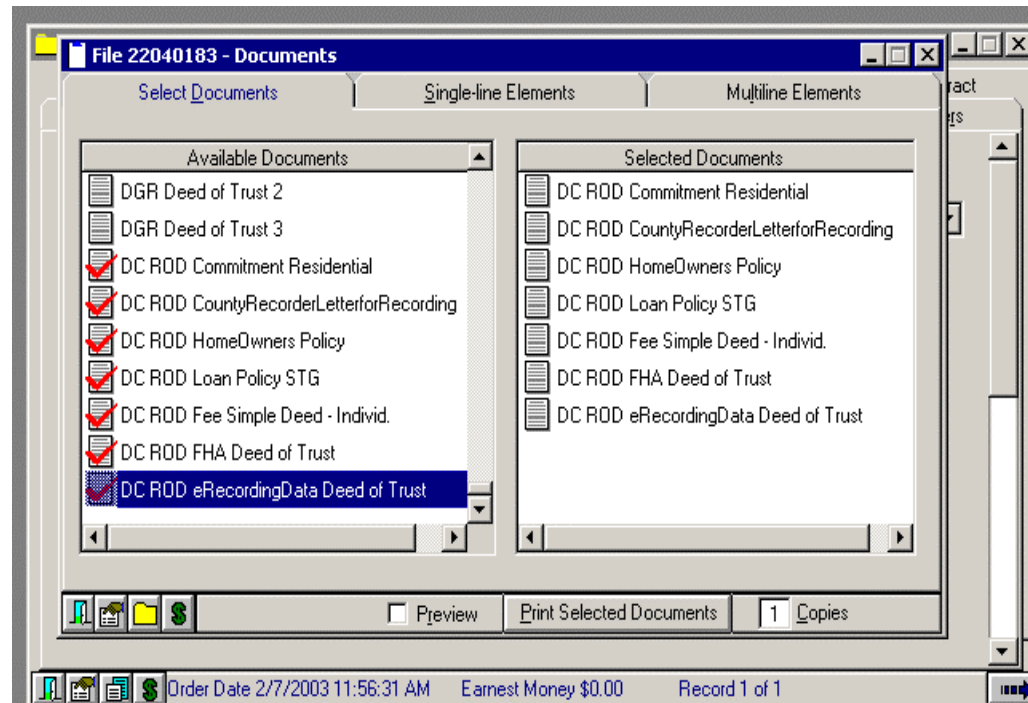 File 22040183 - Documents
ract
Select Documents
Single-line Elements
Multiline Elements
rs
Available Documents
Selected Documents
DGR Deed of Trust 2
DGR Deed of Trust 3
DC ROD Commitment Residential
DC ROD CountyRecorderLetterforRecording
DC ROD HomeOwners Policy
DC ROD Loan Policy STG
DC ROD Fee Simple Deed - Individ.
DC ROD FHA Deed of Trust
DC ROD eRecordingData Deed of Trust
DC ROD Commitment Residential
DC ROD CountyRecorderLetterforRecording
DC ROD HomeOwners Policy
DC ROD Loan Policy STG
DC ROD Fee Simple Deed - Individ.
DC ROD FHA Deed of Trust
DC ROD eRecordingData Deed of Trust
$
Preview
Print Selected Documents
1 Copies
$
Order Date 2/7/2003 11:56:31 AM
Earnest Money $0.00
Record 1 of 1